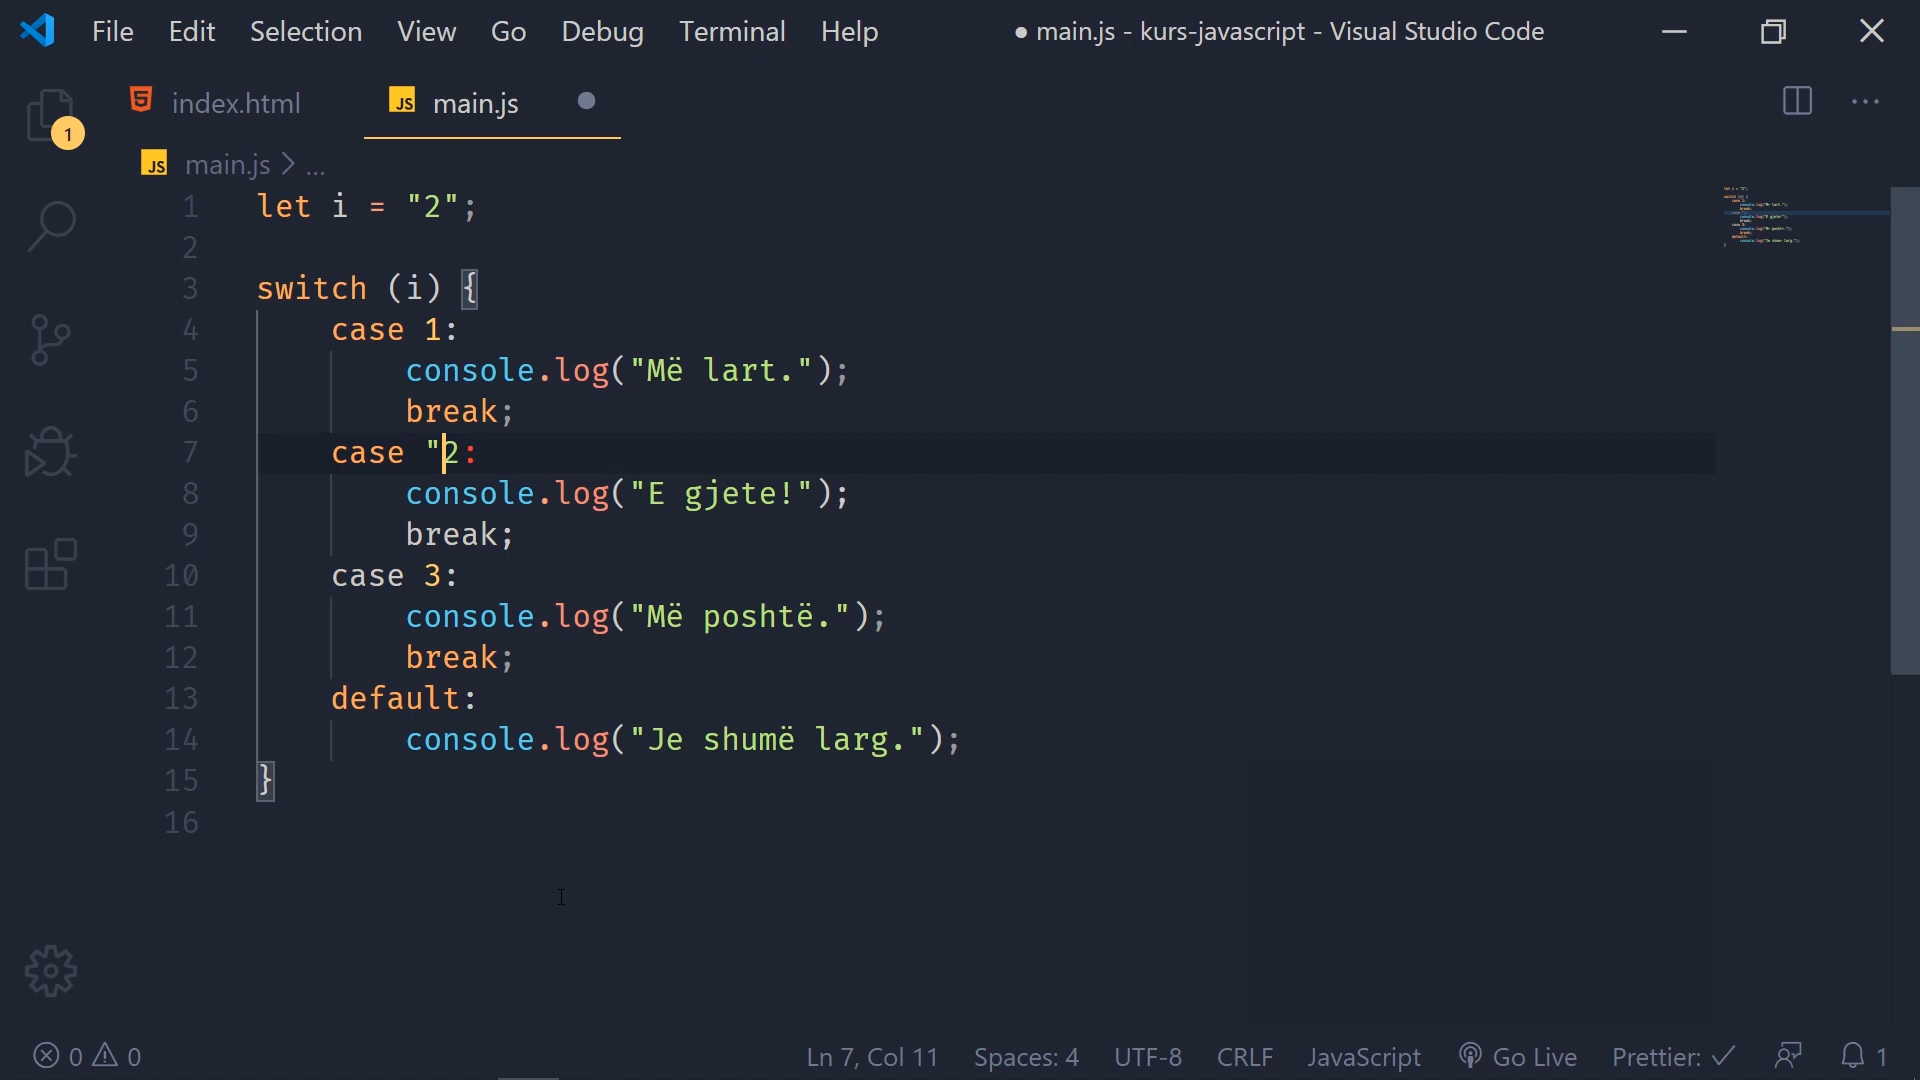 File Edit Selection View Go Debug Terminal Help ● main.js - kurs-javascript - Visual Studio Code
index.html JS main.js
1
JS main.js > ...
1 let i = "2";
2
3 switch (i) {
4 case 1:
5 console.log("Më lart.");
6 break;
7 case "2:
8 console.log("E gjete!");
9 break;
10 case 3:
11 console.log("Më poshtë.");
12 break;
13 default:
14 console.log("Je shumë larg.");
15 }
16
0 0 Ln 7, Col 11 Spaces: 4 UTF-8 CRLF JavaScript Go Live Prettier: ✓ 1